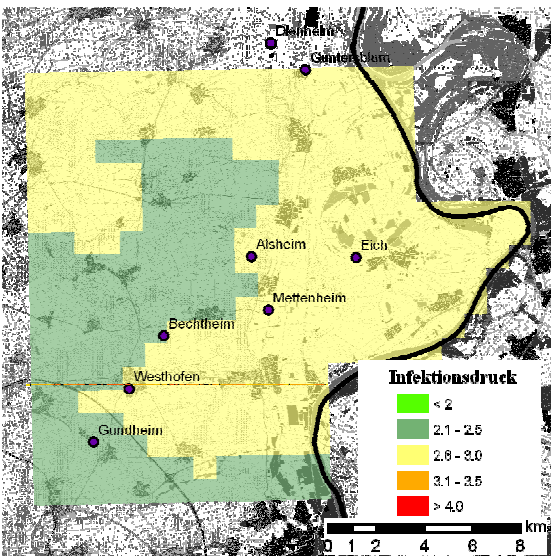 Dienheim
Guntersblum
Alsheim
Eich
Mettenheim
Bechtheim
Westhofen
Gundheim
Infektionsdruck
< 2
2.1 - 2.5
2.6 - 3.0
3.1 - 3.5
> 4.0
km
0 1 2 4 6 8